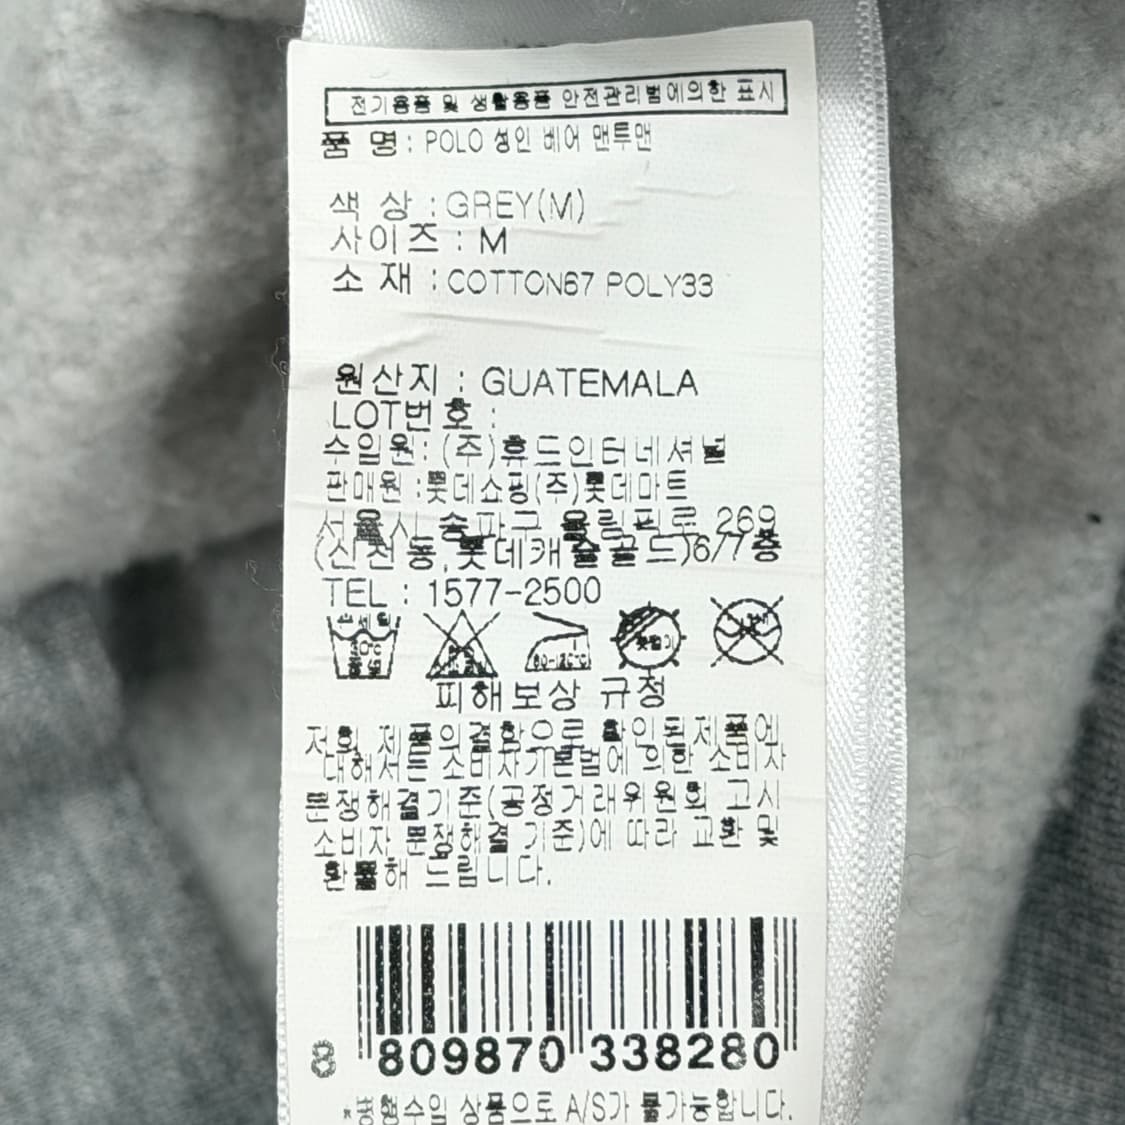 전기용품 및 생활용품 안전관리법에의한 표시
품 명 : POLO 성인 베어 맨투맨
색 상 : GREY(M)
사이즈 : M
소 재 : COTTON67 POLY33
원산지 : GUATEMALA
LOT번호 :
수입원 : (주)휴드인터네셔널
판매원 : 롯데쇼핑(주)롯데마트
서울시 송파구 올림픽로 269
(신천동,롯데캐슬골드)6/7층
TEL : 1577-2500
30℃ 중성
80-120℃
피해보상 규정
저희 제품의결함으로 확인된제품에
대해서는 소비자기본법에 의한 소비자
분쟁해결기준(공정거래위원회 고시
소비자 분쟁해결 기준)에 따라 교환 및
환불해 드립니다.
8 809870 338280
*병행수입 상품으로 A/S가 불가능합니다.